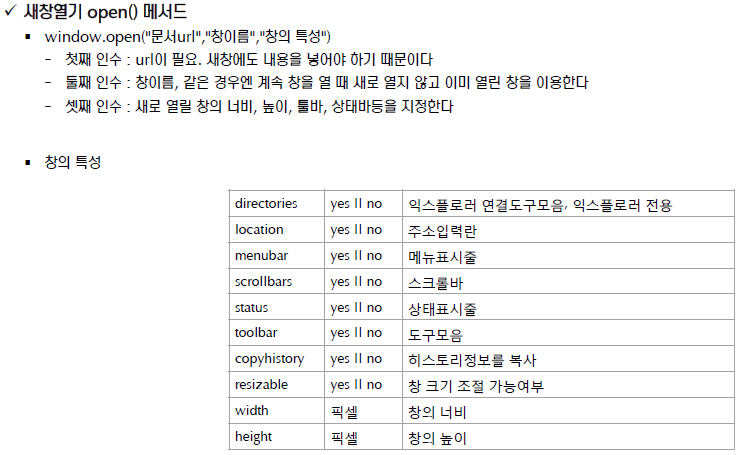 ✓ 새창열기 open() 메서드
▪ window.open("문서url","창이름","창의 특성")
– 첫째 인수 : url이 필요. 새창에도 내용을 넣어야 하기 때문이다
– 둘째 인수 : 창이름, 같은 경우엔 계속 창을 열 때 새로 열지 않고 이미 열린 창을 이용한다
– 셋째 인수 : 새로 열릴 창의 너비, 높이, 툴바, 상태바등을 지정한다
▪ 창의 특성
directories yes ll no 익스플로러 연결도구모음, 익스플로러 전용
location yes ll no 주소입력란
menubar yes ll no 메뉴표시줄
scrollbars yes ll no 스크롤바
status yes ll no 상태표시줄
toolbar yes ll no 도구모음
copyhistory yes ll no 히스토리정보를 복사
resizable yes ll no 창 크기 조절 가능여부
width 픽셀 창의 너비
height 픽셀 창의 높이